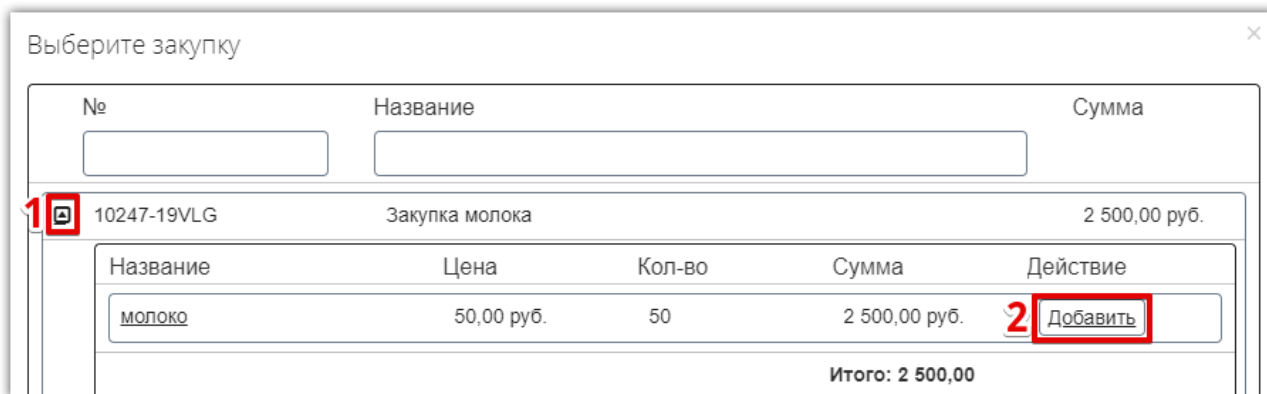 Выберите закупку
№ Название Сумма
1 10247-19VLG Закупка молока 2 500,00 руб.
Название Цена Кол-во Сумма Действие
молоко 50,00 руб. 50 2 500,00 руб. 2 Добавить
Итого: 2 500,00